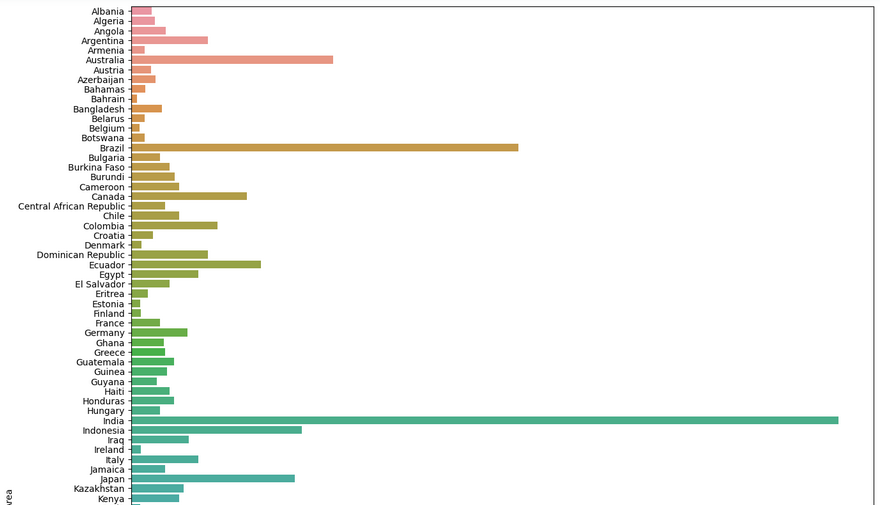 Albania
Algeria
Angola
Argentina
Armenia
Australia
Austria
Azerbaijan
Bahamas
Bahrain
Bangladesh
Belarus
Belgium
Botswana
Brazil
Bulgaria
Burkina Faso
Burundi
Cameroon
Canada
Central African Republic
Chile
Colombia
Croatia
Denmark
Dominican Republic
Ecuador
Egypt
El Salvador
Eritrea
Estonia
Finland
France
Germany
Ghana
Greece
Guatemala
Guinea
Guyana
Haiti
Honduras
Hungary
India
Indonesia
Iraq
Ireland
Italy
Jamaica
Japan
Kazakhstan
Kenya